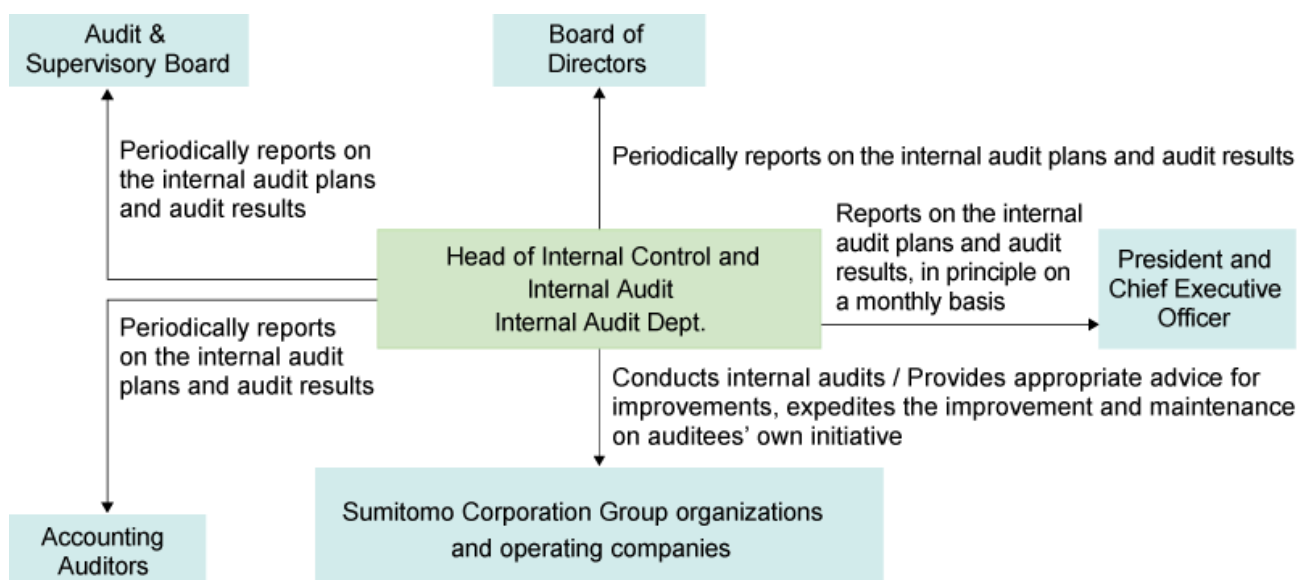 Audit &
Supervisory Board
Board of
Directors
Periodically reports on
the internal audit plans
and audit results
Periodically reports on the internal audit plans and audit results
Head of Internal Control and
Internal Audit
Internal Audit Dept.
Reports on the internal
audit plans and audit
results, in principle on
a monthly basis
President and
Chief Executive
Officer
Periodically reports
on the internal audit
plans and audit results
Conducts internal audits / Provides appropriate advice for
improvements, expedites the improvement and maintenance
on auditees’ own initiative
Accounting
Auditors
Sumitomo Corporation Group organizations
and operating companies